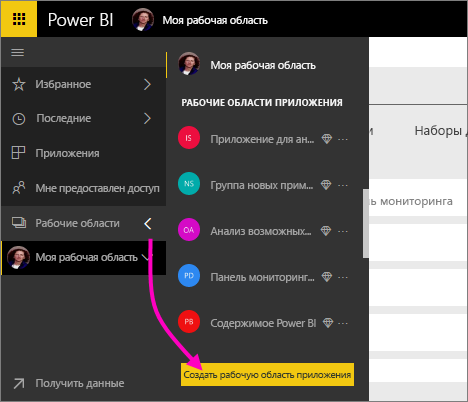 Power BI
Моя рабочая область
Избранное
Последние
Приложения
Мне предоставлен доступ
Рабочие области
Моя рабочая область
Получить данные
Моя рабочая область
РАБОЧИЕ ОБЛАСТИ ПРИЛОЖЕНИЯ
IS Приложение для ан... ...
NS Группа новых прим... ...
OA Анализ возможных... ...
PD Панель мониторинг... ...
PB Содержимое Power BI ...
Создать рабочую область приложения
Наборы д
ь мониторинга